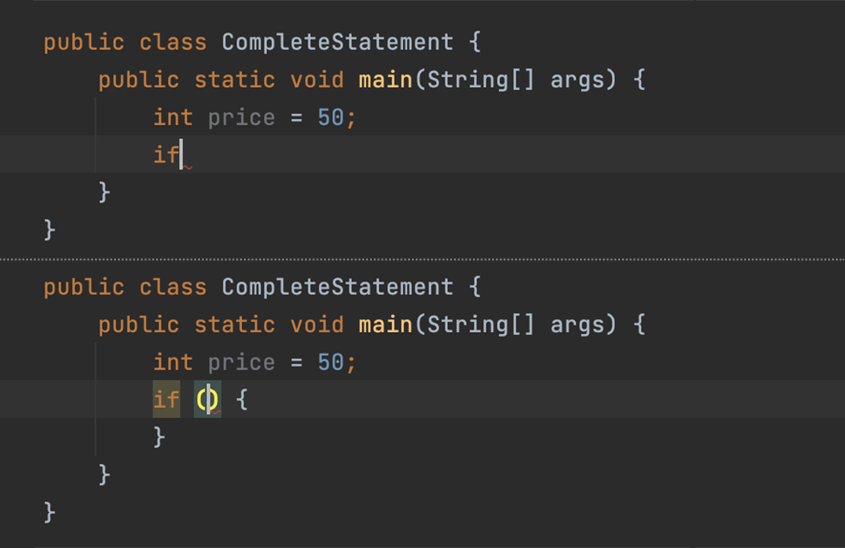 public class CompleteStatement {
    public static void main(String[] args) {
        int price = 50;
        if
    }
}
public class CompleteStatement {
    public static void main(String[] args) {
        int price = 50;
        if () {
        }
    }
}